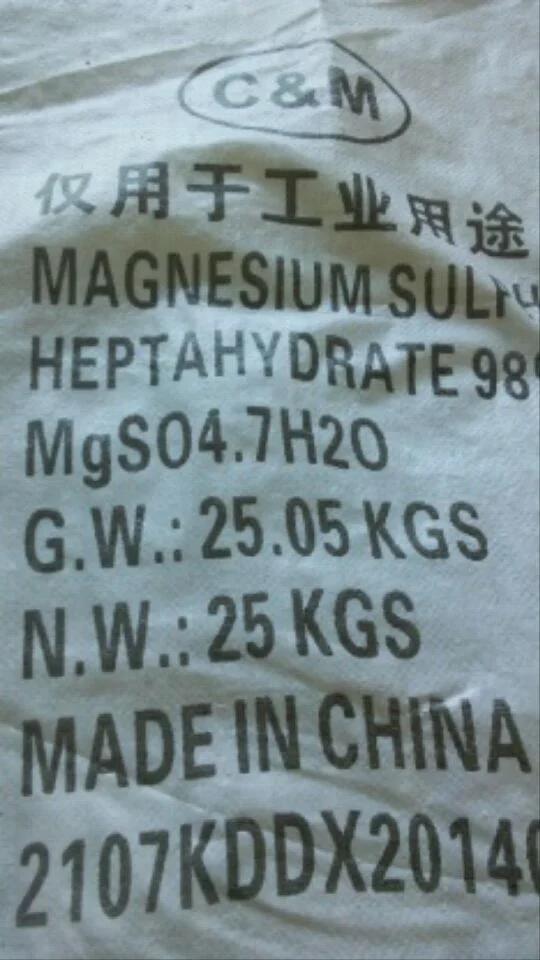 C & M
仅用于工业用途
MAGNESIUM SULPH
HEPTAHYDRATE 98
MgSO4.7H2O
G.W.: 25.05 KGS
N.W.: 25 KGS
MADE IN CHINA
2107KDDX2014